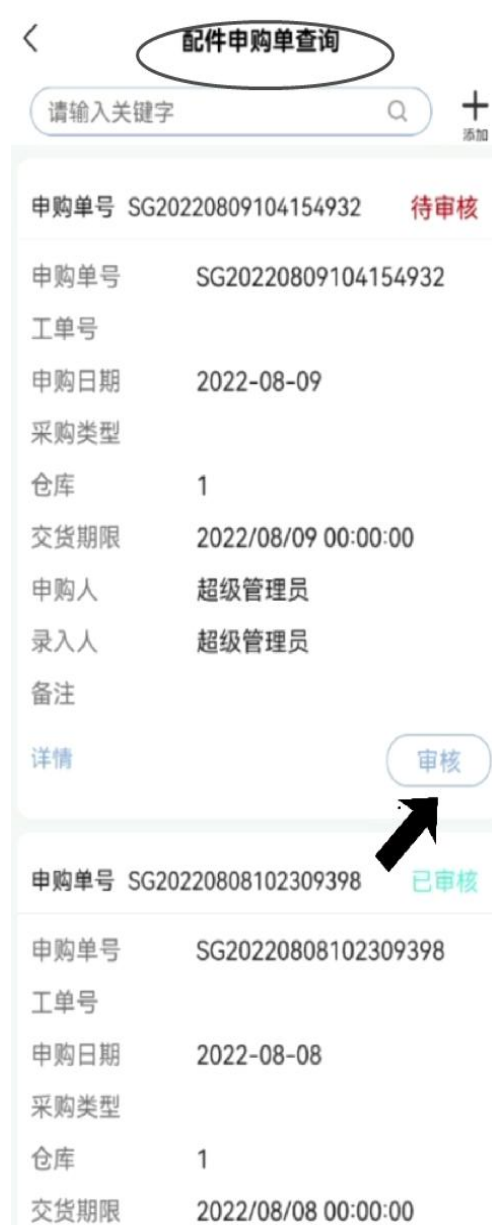 配件申购单查询
请输入关键字
添加
申购单号 SG20220809104154932 待审核
申购单号 SG20220809104154932
工单号
申购日期 2022-08-09
采购类型
仓库 1
交货期限 2022/08/09 00:00:00
申购人 超级管理员
录入人 超级管理员
备注
详情 审核
申购单号 SG20220808102309398 已审核
申购单号 SG20220808102309398
工单号
申购日期 2022-08-08
采购类型
仓库 1
交货期限 2022/08/08 00:00:00